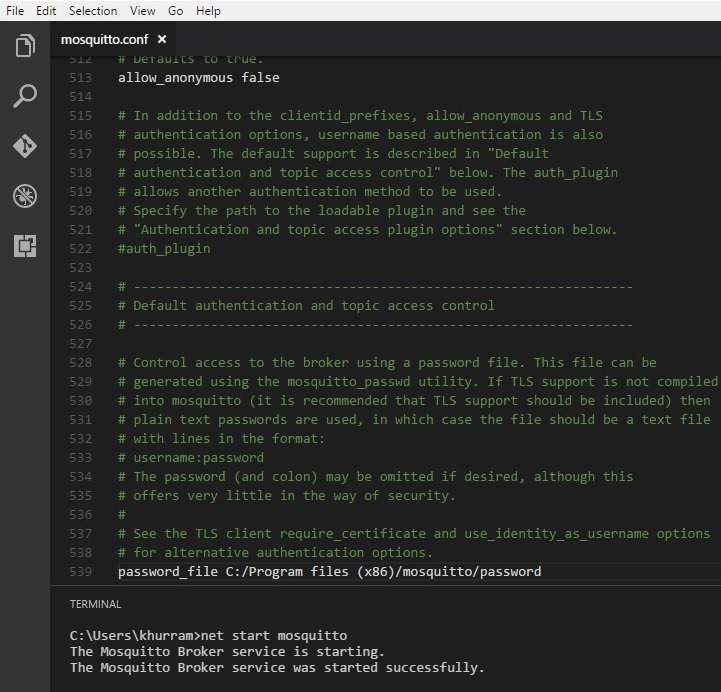 File Edit Selection View Go Help
mosquitto.conf ×
512 # Defaults to true.
513 allow_anonymous false
514
515 # In addition to the clientid_prefixes, allow_anonymous and TLS
516 # authentication options, username based authentication is also
517 # possible. The default support is described in "Default
518 # authentication and topic access control" below. The auth_plugin
519 # allows another authentication method to be used.
520 # Specify the path to the loadable plugin and see the
521 # "Authentication and topic access plugin options" section below.
522 #auth_plugin
523
524 # -----------------------------------------------------------------
525 # Default authentication and topic access control
526 # -----------------------------------------------------------------
527
528 # Control access to the broker using a password file. This file can be
529 # generated using the mosquitto_passwd utility. If TLS support is not compiled
530 # into mosquitto (it is recommended that TLS support should be included) then
531 # plain text passwords are used, in which case the file should be a text file
532 # with lines in the format:
533 # username:password
534 # The password (and colon) may be omitted if desired, although this
535 # offers very little in the way of security.
536 #
537 # See the TLS client require_certificate and use_identity_as_username options
538 # for alternative authentication options.
539 password_file C:/Program files (x86)/mosquitto/password
TERMINAL
C:\Users\khurram>net start mosquitto
The Mosquitto Broker service is starting.
The Mosquitto Broker service was started successfully.